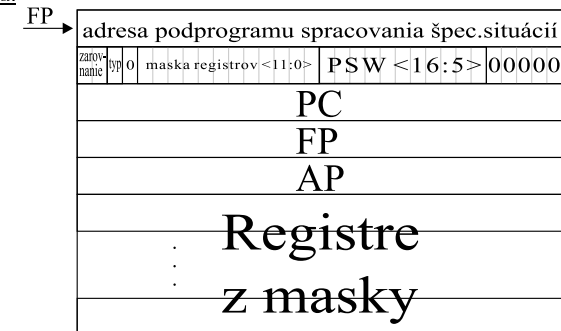 FP
adresa podprogramu spracovania špec.situácií
zarov-
nanie typ 0 maska registrov <11:0> PSW <16:5> 00000
PC
FP
AP
Registre
z masky